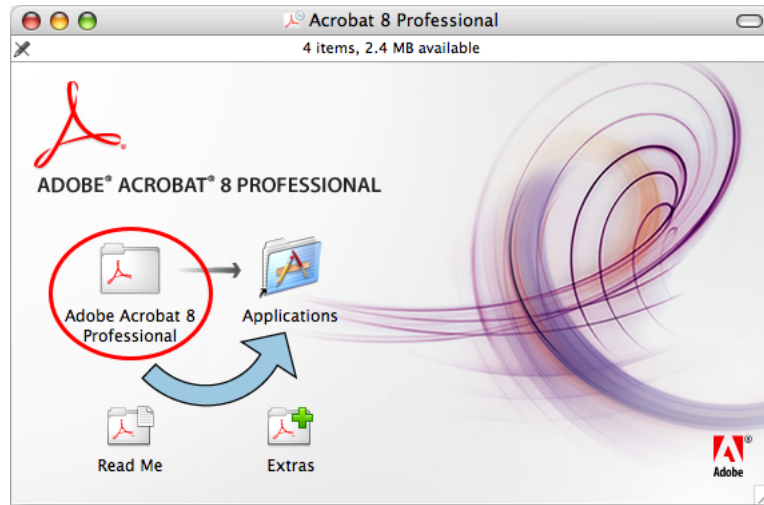 Acrobat 8 Professional
4 items, 2.4 MB available
ADOBE® ACROBAT® 8 PROFESSIONAL
Adobe Acrobat 8
Professional
Applications
Read Me
Extras
Adobe